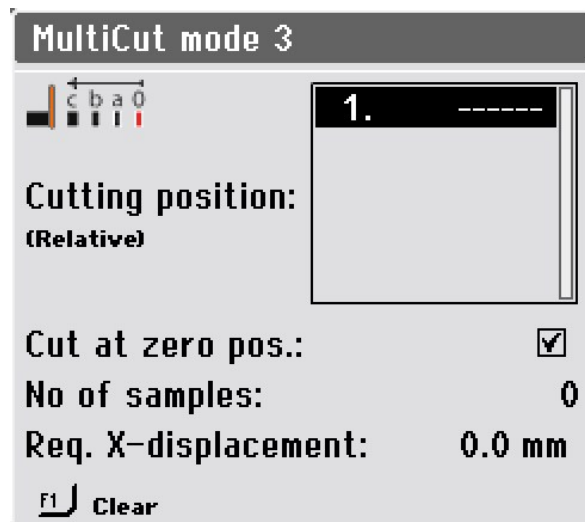 MultiCut mode 3
c b a 0
1. ------
Cutting position:
(Relative)
Cut at zero pos.:
No of samples: 0
Req. X-displacement: 0.0 mm
F1 Clear